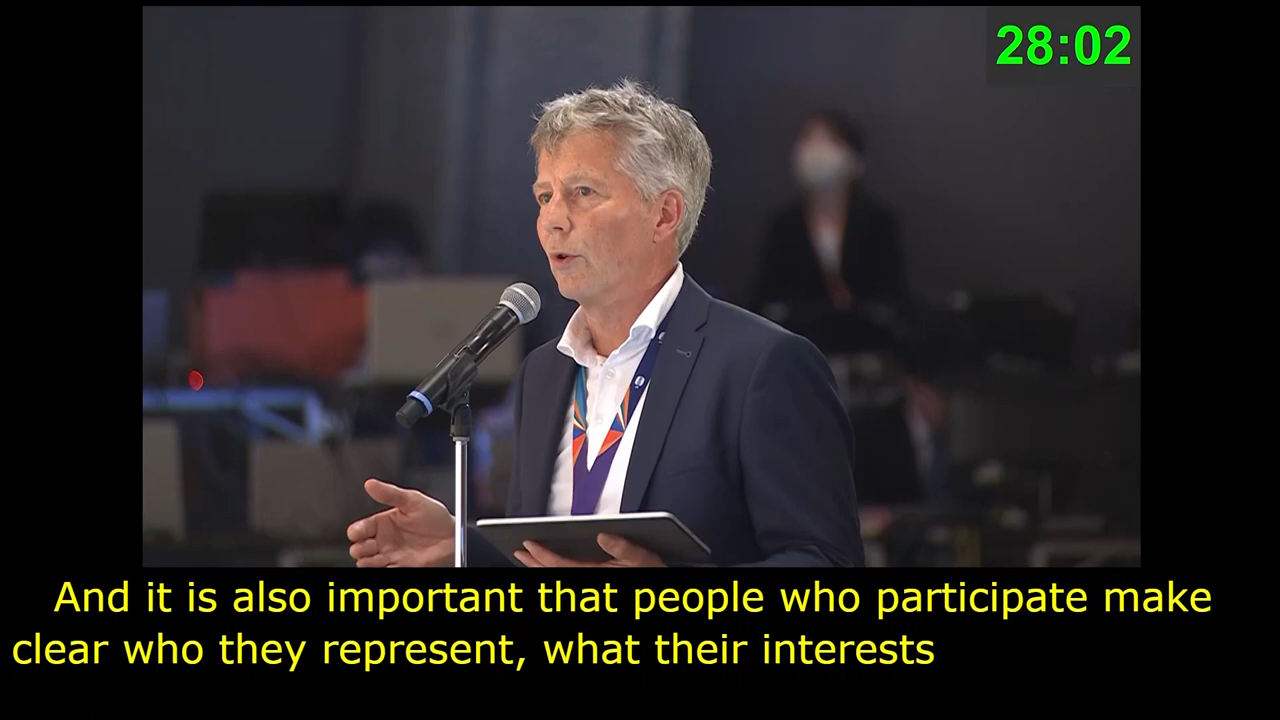 28:02
And it is also important that people who participate make
clear who they represent, what their interests